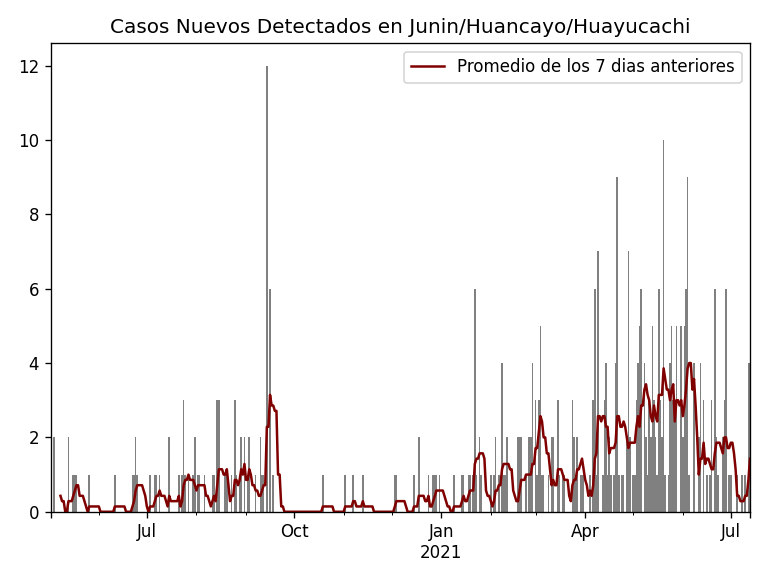 Casos Nuevos Detectados en Junin/Huancayo/Huayucachi
Promedio de los 7 dias anteriores
12
10
8
6
4
2
0
Jul
Oct
Jan
2021
Apr
Jul